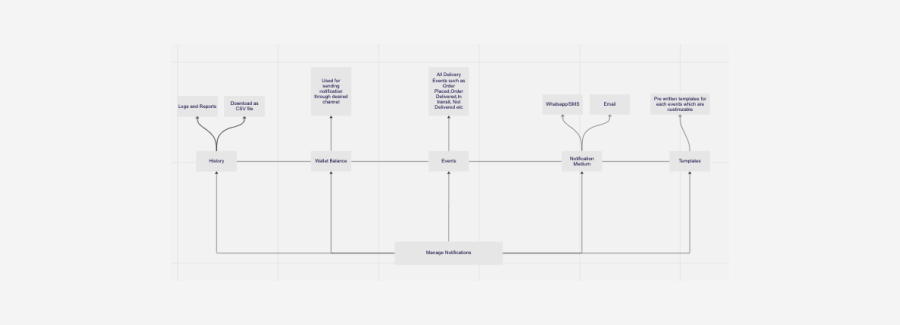 Logs and Reports
Download as
CSV file
Used for
sending
notification
through desired
channel
All Delivery
Events such as
Order
Placed,Order
Delivered,In
transit, Not
Delivered etc
Whatsapp/SMS
Email
Pre written templates for
each events which are
History
Wallet Balance
Events
Notification
Medium
Templates
Manage Notifications